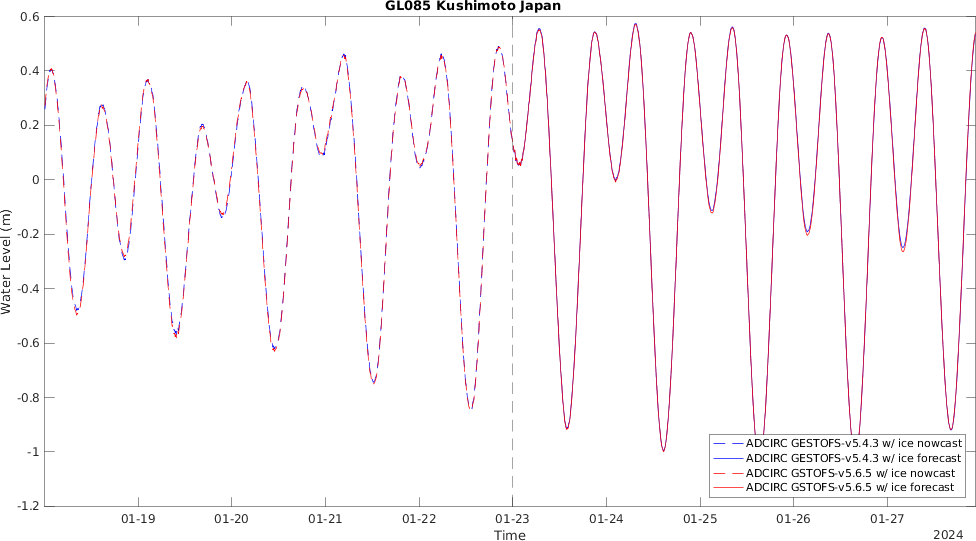 GL085 Kushimoto Japan
0.6
0.4
0.2
0
-0.2
-0.4
-0.6
-0.8
-1
-1.2
Water Level (m)
ADCIRC GESTOFS-v5.4.3 w/ ice nowcast
ADCIRC GESTOFS-v5.4.3 w/ ice forecast
ADCIRC GSTOFS-v5.6.5 w/ ice nowcast
ADCIRC GSTOFS-v5.6.5 w/ ice forecast
01-19 01-20 01-21 01-22 01-23 01-24 01-25 01-26 01-27
Time
2024